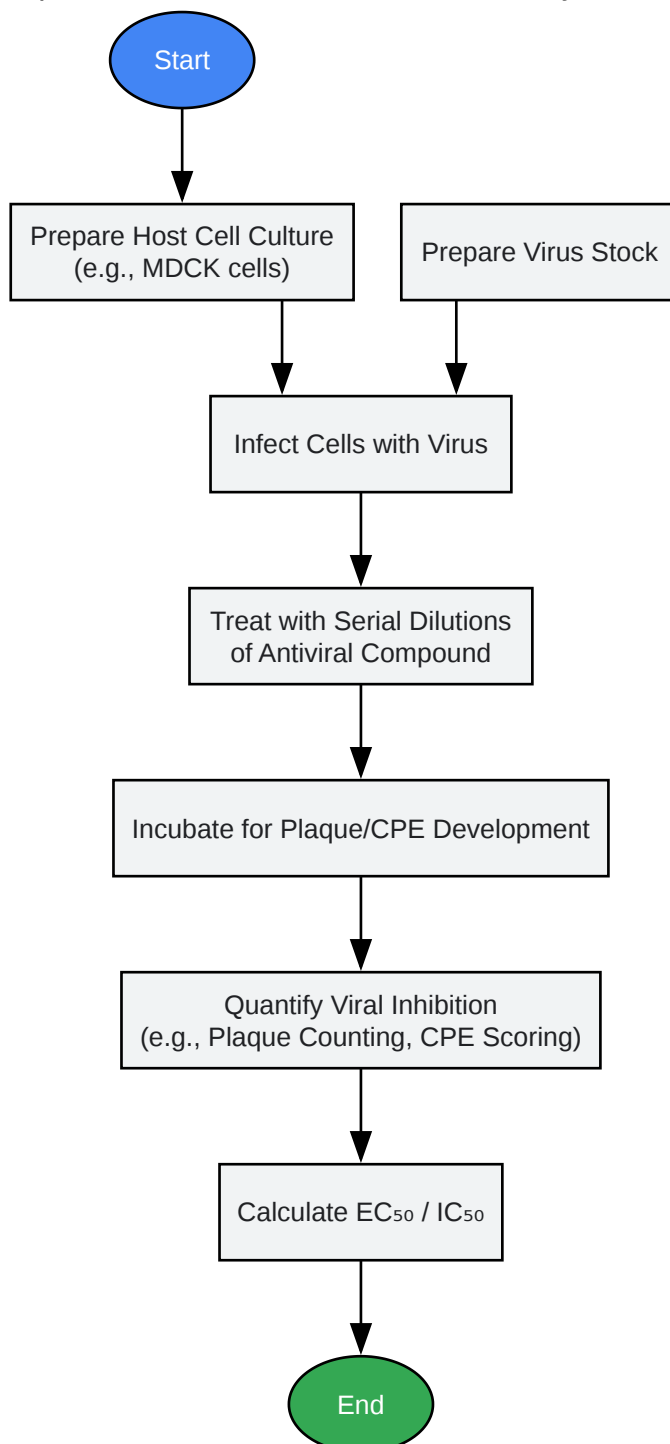 Start
Prepare Host Cell Culture
(e.g., MDCK cells)
Prepare Virus Stock
Infect Cells with Virus
Treat with Serial Dilutions
of Antiviral Compound
Incubate for Plaque/CPE Development
Quantify Viral Inhibition
(e.g., Plaque Counting, CPE Scoring)
Calculate EC₅₀ / IC₅₀
End